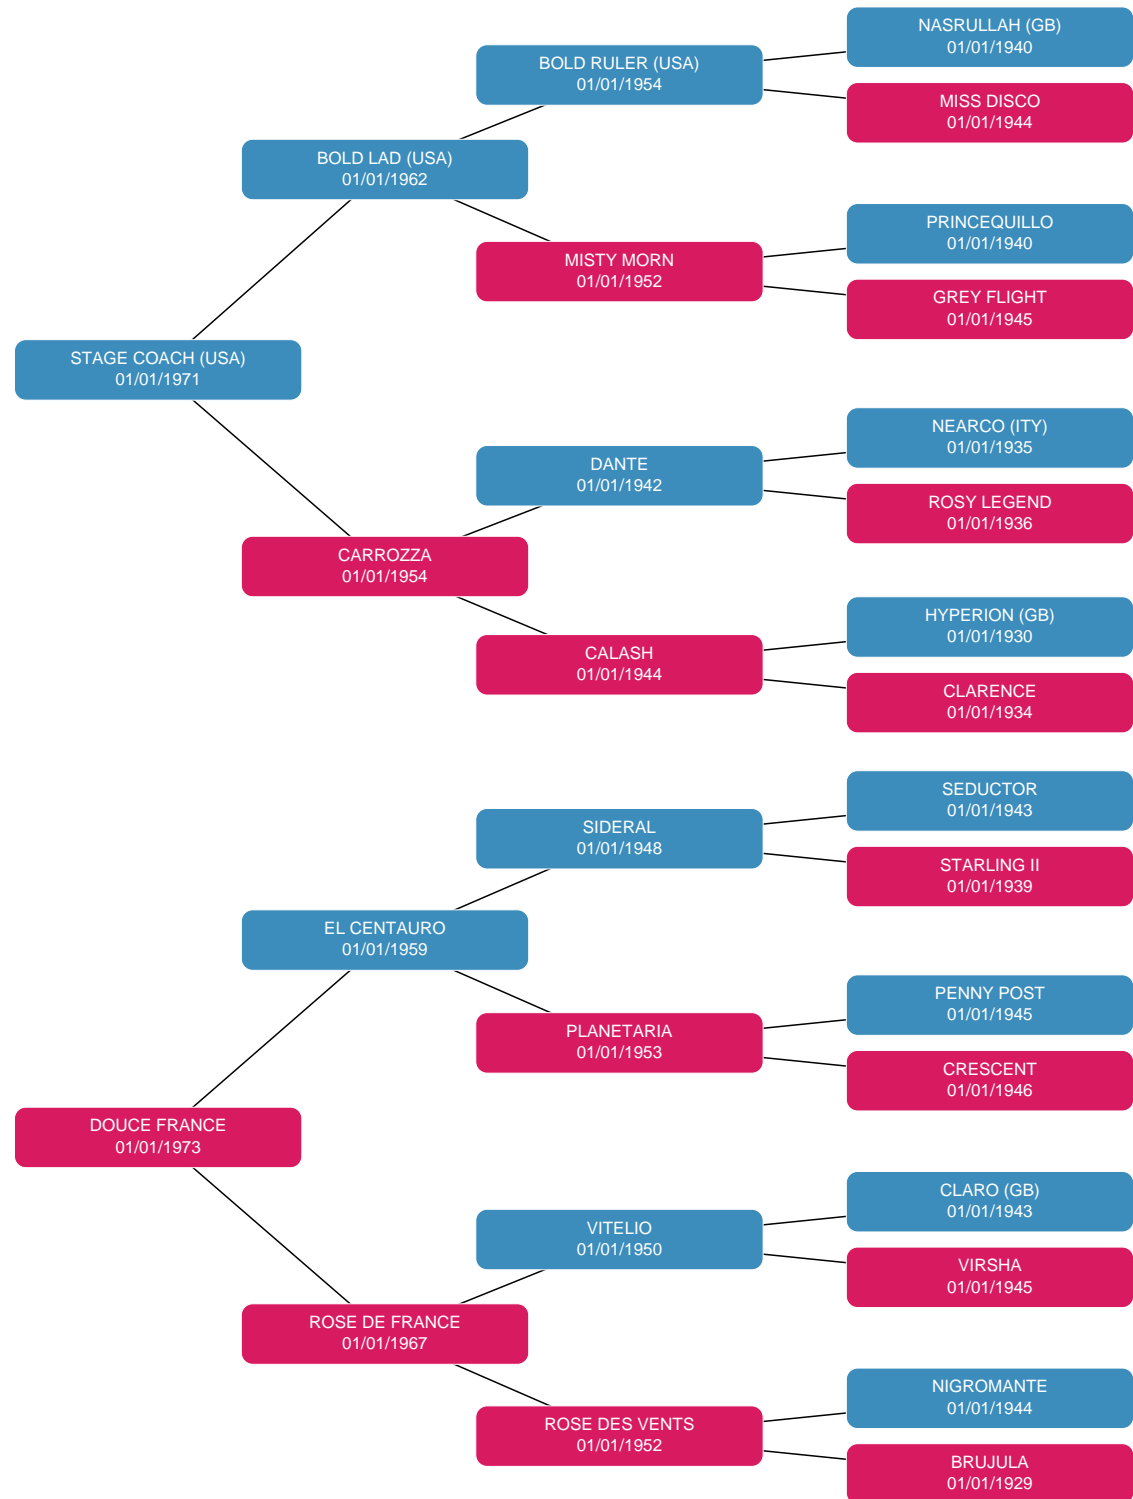 NASRULLAH (GB)
01/01/1940
BOLD RULER (USA)
01/01/1954
MISS DISCO
01/01/1944
BOLD LAD (USA)
01/01/1962
PRINCEQUILLO
01/01/1940
MISTY MORN
01/01/1952
GREY FLIGHT
01/01/1945
STAGE COACH (USA)
01/01/1971
NEARCO (ITY)
01/01/1935
DANTE
01/01/1942
ROSY LEGEND
01/01/1936
CARROZZA
01/01/1954
HYPERION (GB)
01/01/1930
CALASH
01/01/1944
CLARENCE
01/01/1934
SEDUCTOR
01/01/1943
SIDERAL
01/01/1948
STARLING II
01/01/1939
EL CENTAURO
01/01/1959
PENNY POST
01/01/1945
PLANETARIA
01/01/1953
CRESCENT
01/01/1946
DOUCE FRANCE
01/01/1973
CLARO (GB)
01/01/1943
VITELIO
01/01/1950
VIRSHA
01/01/1945
ROSE DE FRANCE
01/01/1967
NIGROMANTE
01/01/1944
ROSE DES VENTS
01/01/1952
BRUJULA
01/01/1929